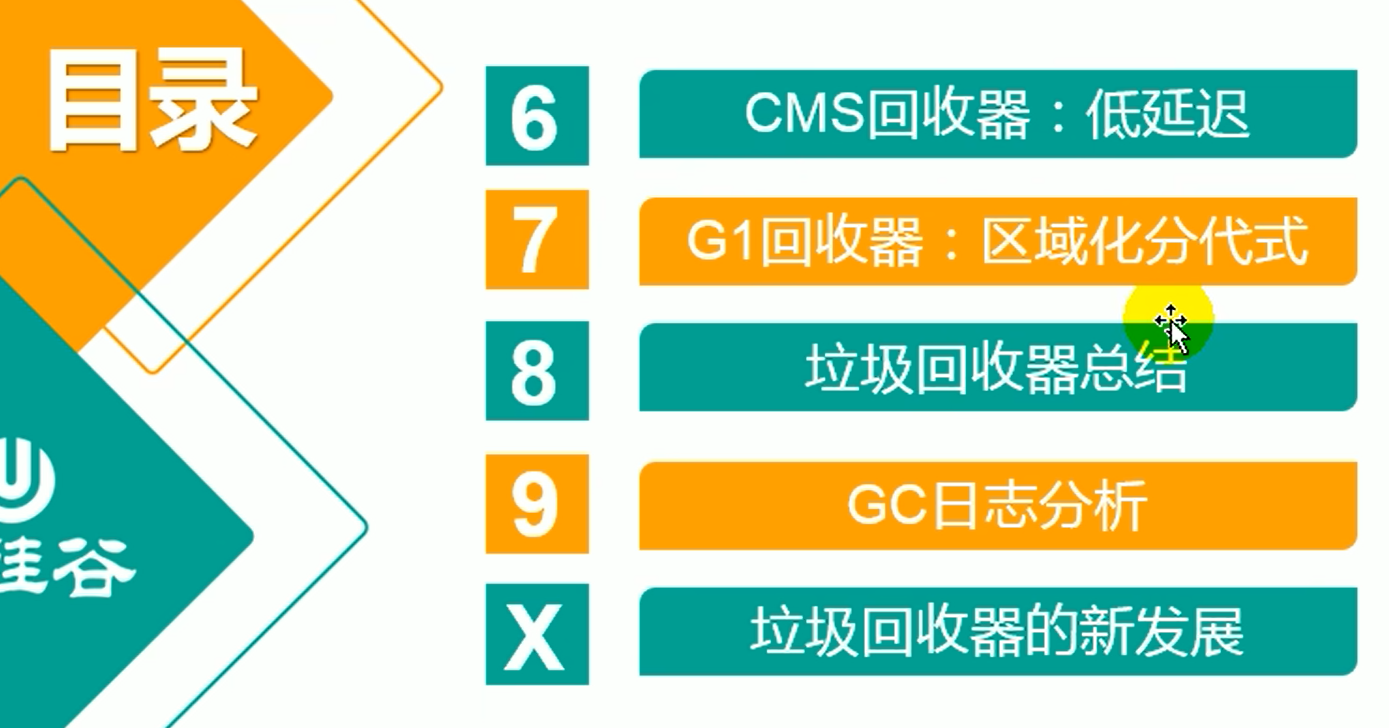 目录
6
CMS回收器：低延迟
7
G1回收器：区域化分代式
8
垃圾回收器总结
9
GC日志分析
X
垃圾回收器的新发展
硅谷